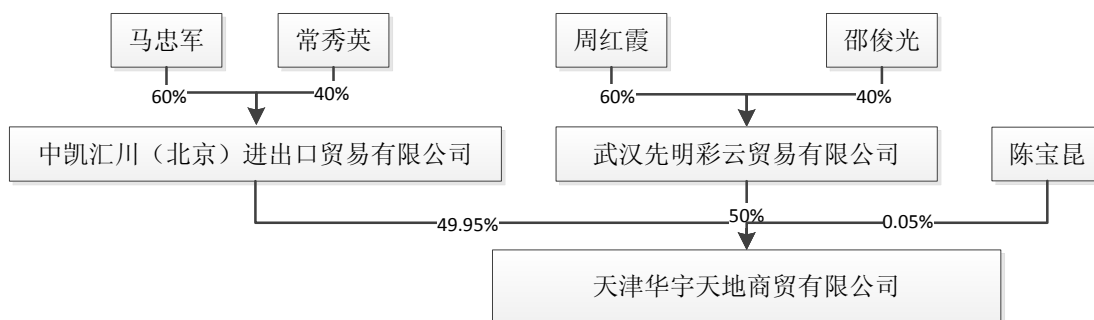 马忠军
常秀英
周红霞
邵俊光
60%
40%
60%
40%
中凯汇川（北京）进出口贸易有限公司
武汉先明彩云贸易有限公司
陈宝昆
49.95%
50%
0.05%
天津华宇天地商贸有限公司